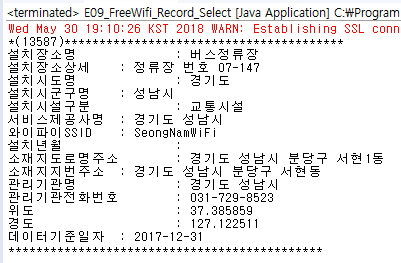 <terminated> E09_FreeWifi_Record_Select [Java Application] C:₩Program
Wed May 30 19:10:26 KST 2018 WARN: Establishing SSL conn
*(13587)************************************
설치장소명 : 버스정류장
설치장소상세 : 정류장 번호 07-147
설치시도명 : 경기도
설치시군구명 : 성남시
설치시설구분 : 교통시설
서비스제공사명 : 경기도 성남시
와이파이SSID : SeongNamWiFi
설치년월 :
소재지도로명주소 : 경기도 성남시 분당구 서현1동
소재지지번주소 : 경기도 성남시 분당구 서현동
관리기관명 : 경기도 성남시
관리기관전화번호 : 031-729-8523
위도 : 37.385859
경도 : 127.122511
데이터기준일자 : 2017-12-31
******************************************